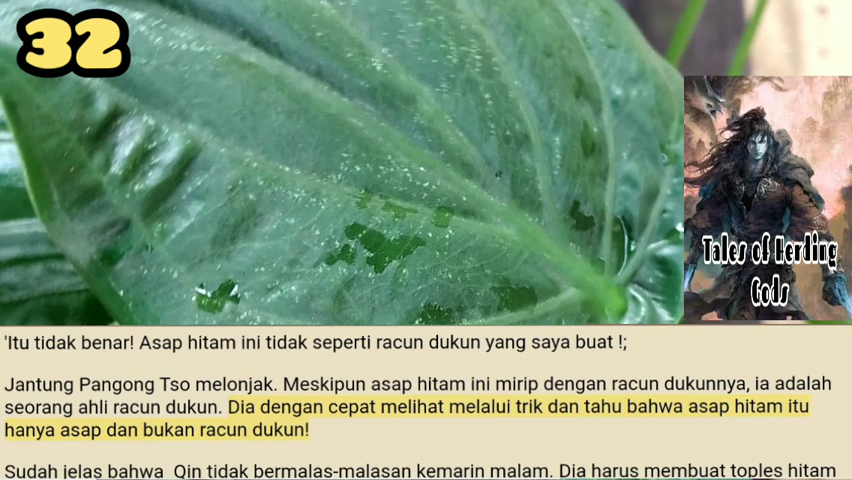 32
Tales of Herding
Gods
'Itu tidak benar! Asap hitam ini tidak seperti racun dukun yang saya buat !;
Jantung Pangong Tso melonjak. Meskipun asap hitam ini mirip dengan racun dukunnya, ia adalah
seorang ahli racun dukun. Dia dengan cepat melihat melalui trik dan tahu bahwa asap hitam itu
hanya asap dan bukan racun dukun!
Sudah jelas bahwa Qin tidak bermalas-malasan kemarin malam. Dia harus membuat toples hitam